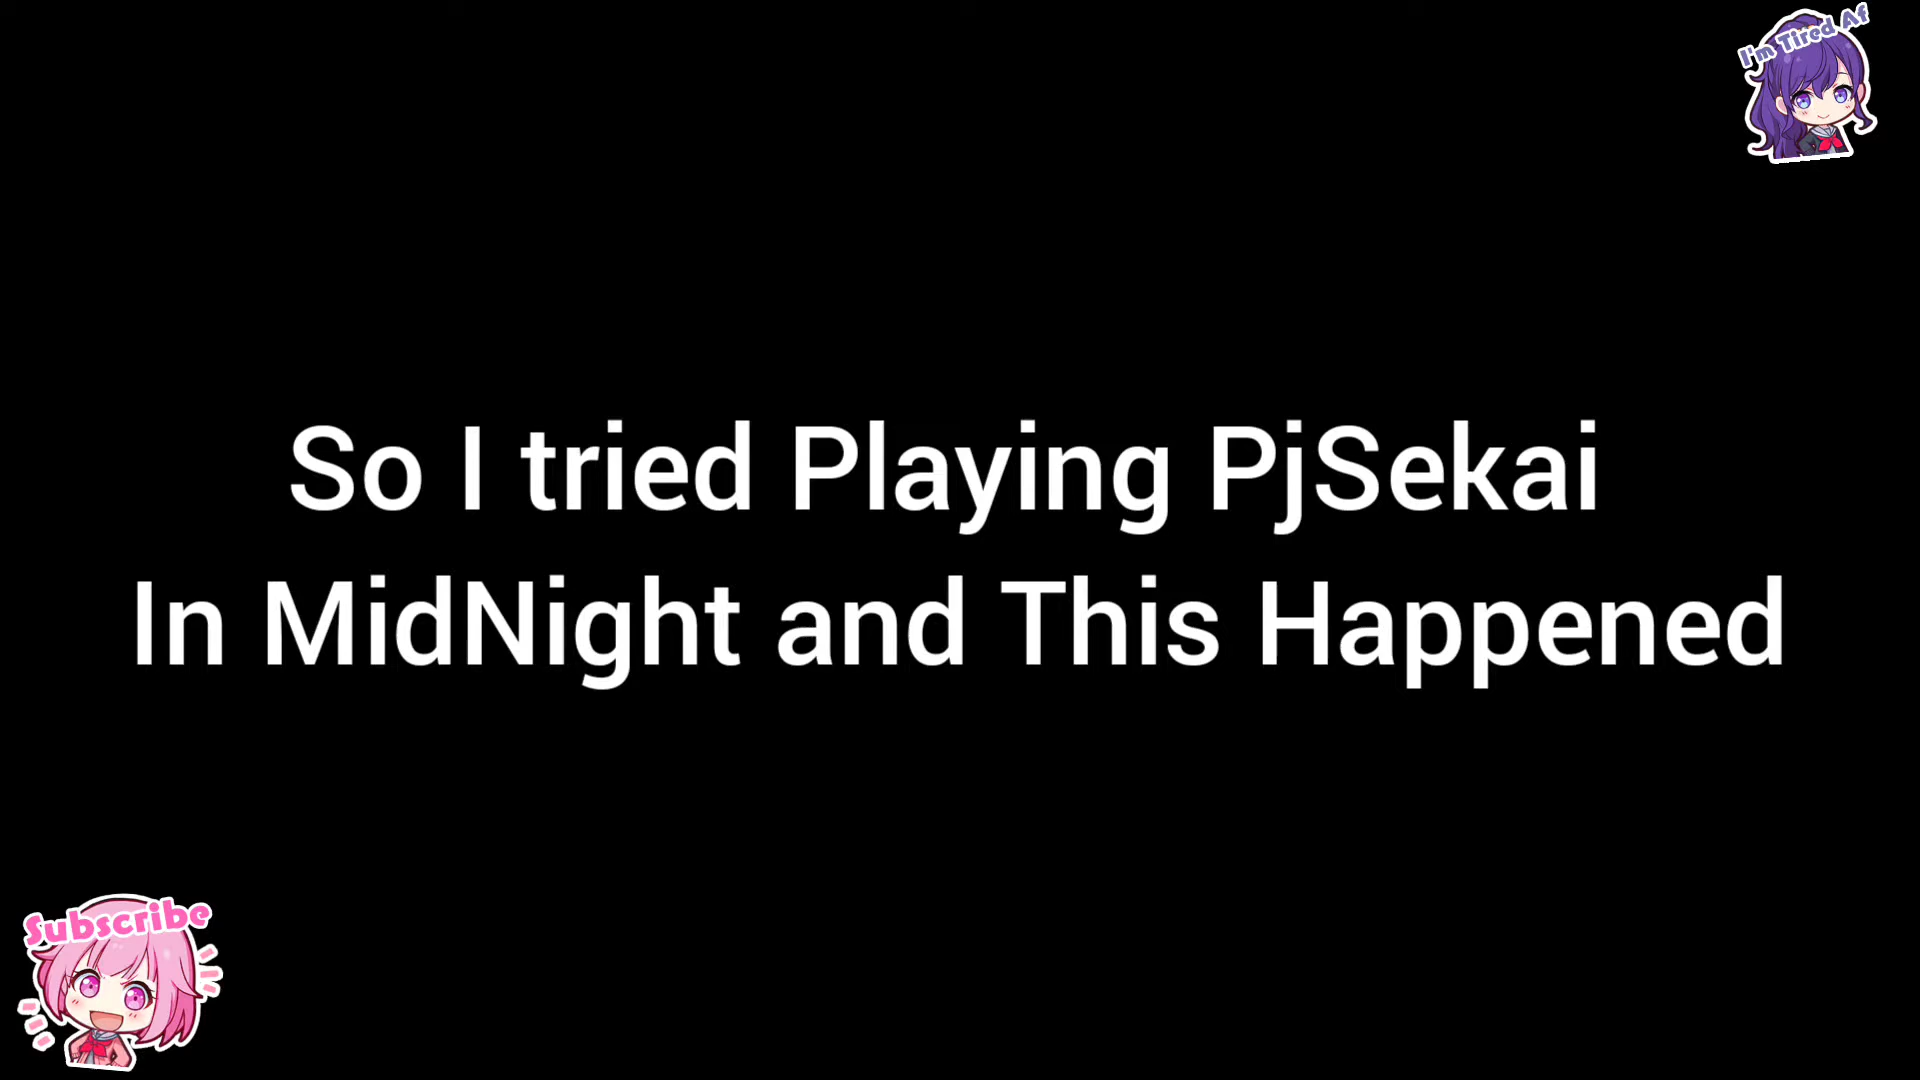 I'm Tired Af
So I tried Playing PjSekai
In MidNight and This Happened
Subscribe